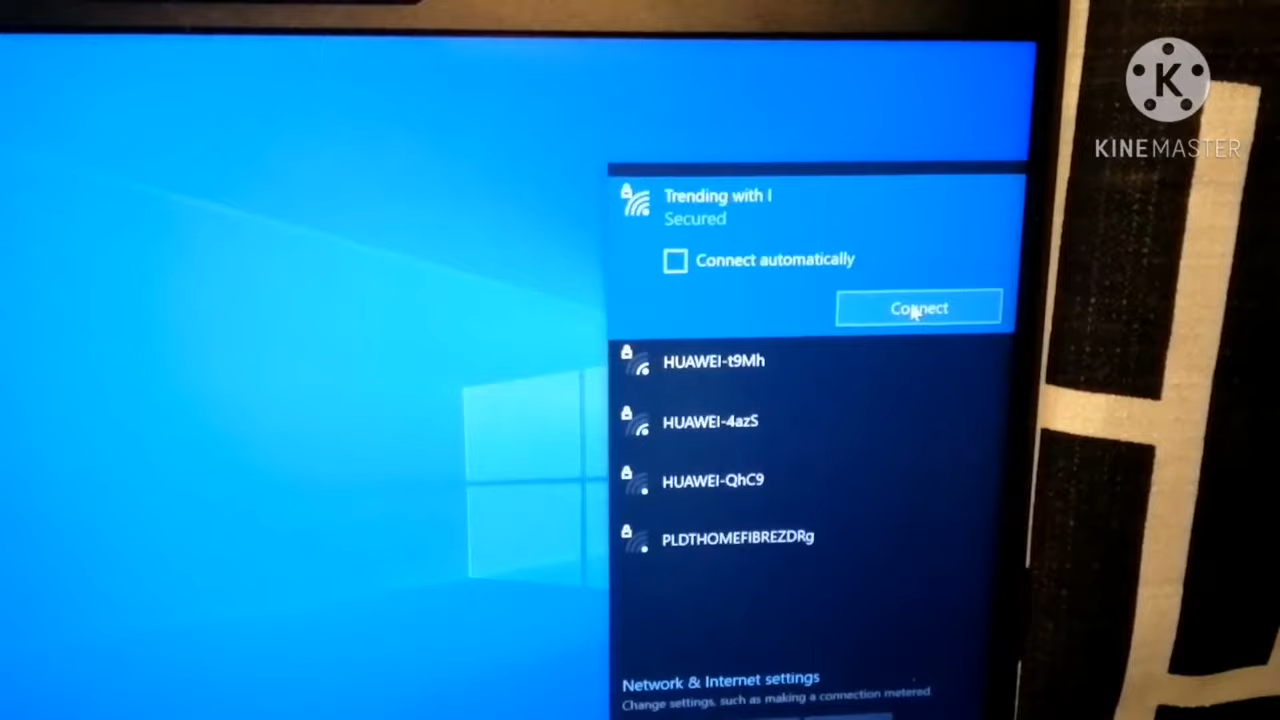 K
KINEMASTER
Trending with I
Secured
Connect automatically
Connect
HUAWEI-t9Mh
HUAWEI-4azS
HUAWEI-QhC9
PLDTHOMEFIBREZDRg
Network & Internet settings
Change settings, such as making a connection metered.